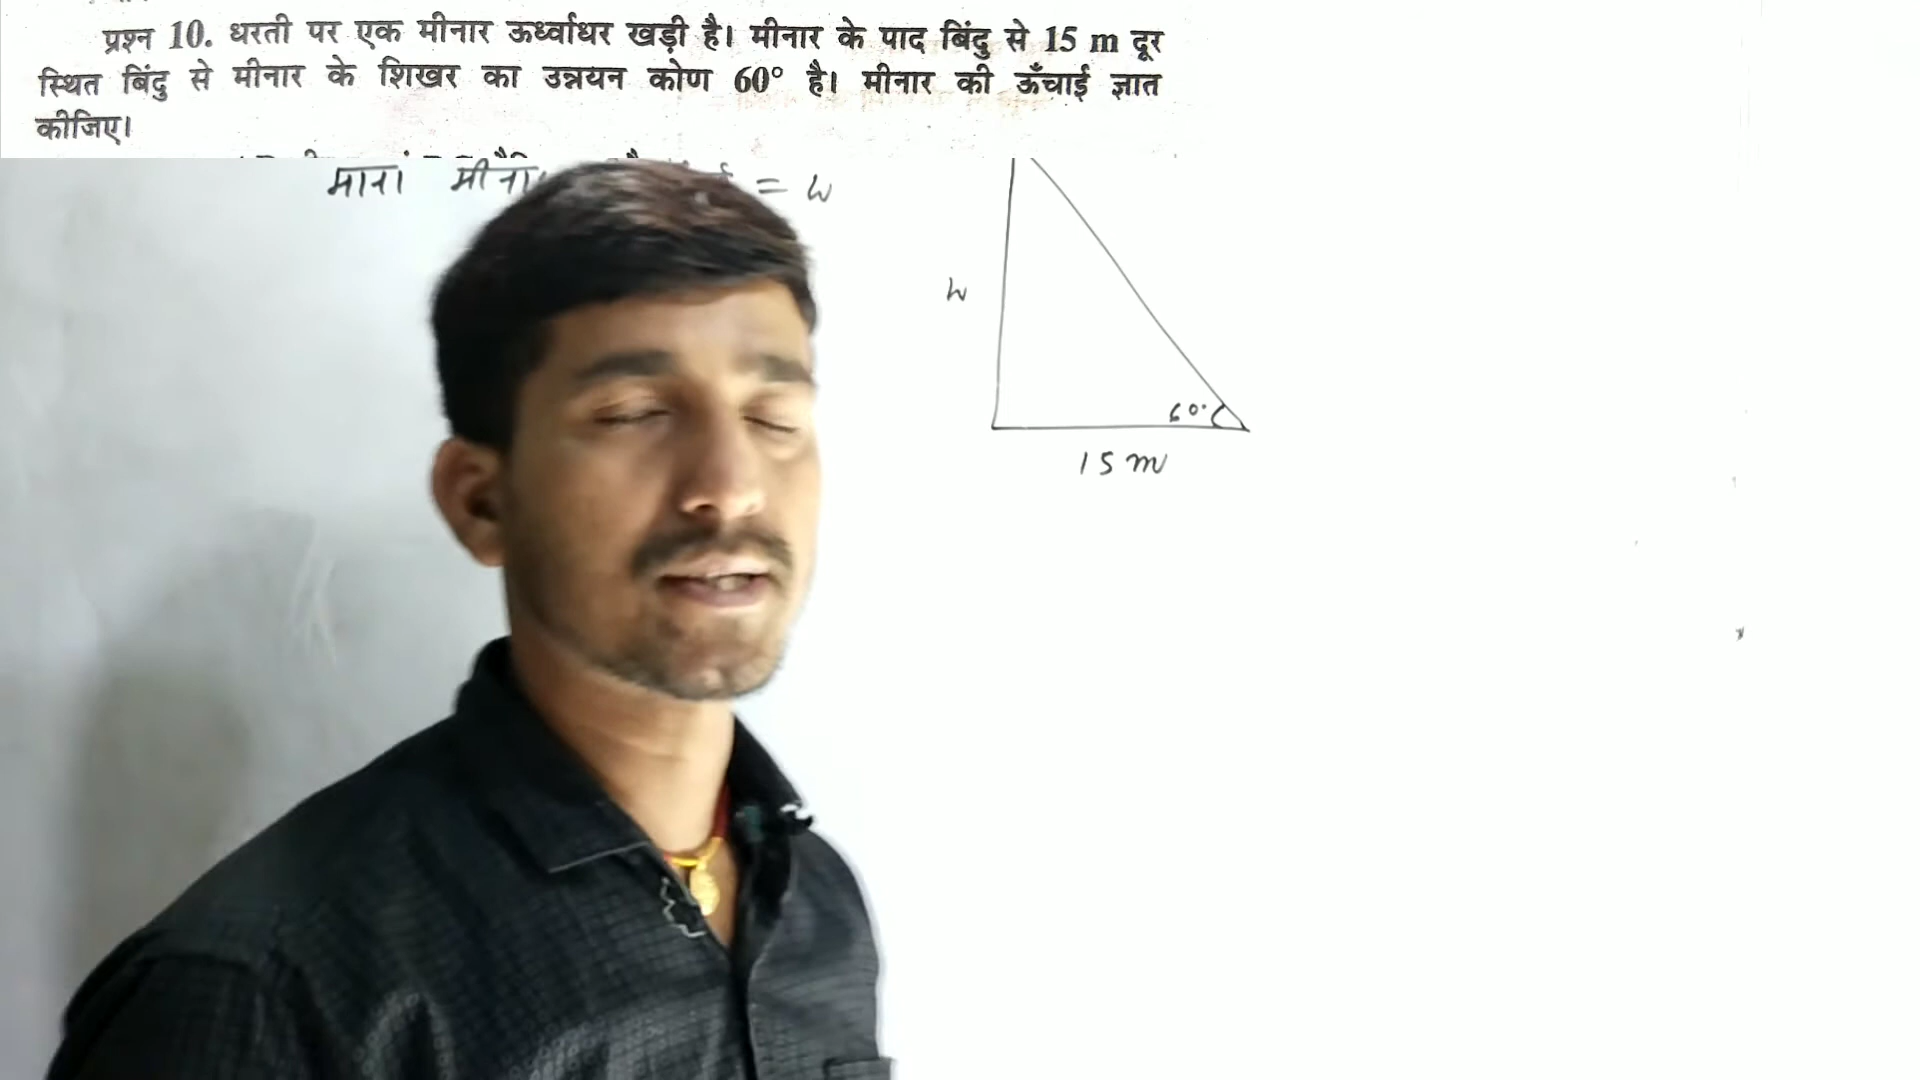 प्रश्न 10. धरती पर एक मीनार ऊर्ध्वाधर खड़ी है। मीनार के पाद बिंदु से 15 m दूर
स्थित बिंदु से मीनार के शिखर का उन्नयन कोण 60° है। मीनार की ऊँचाई ज्ञात
कीजिए।
माना = h
h
60°
15 m